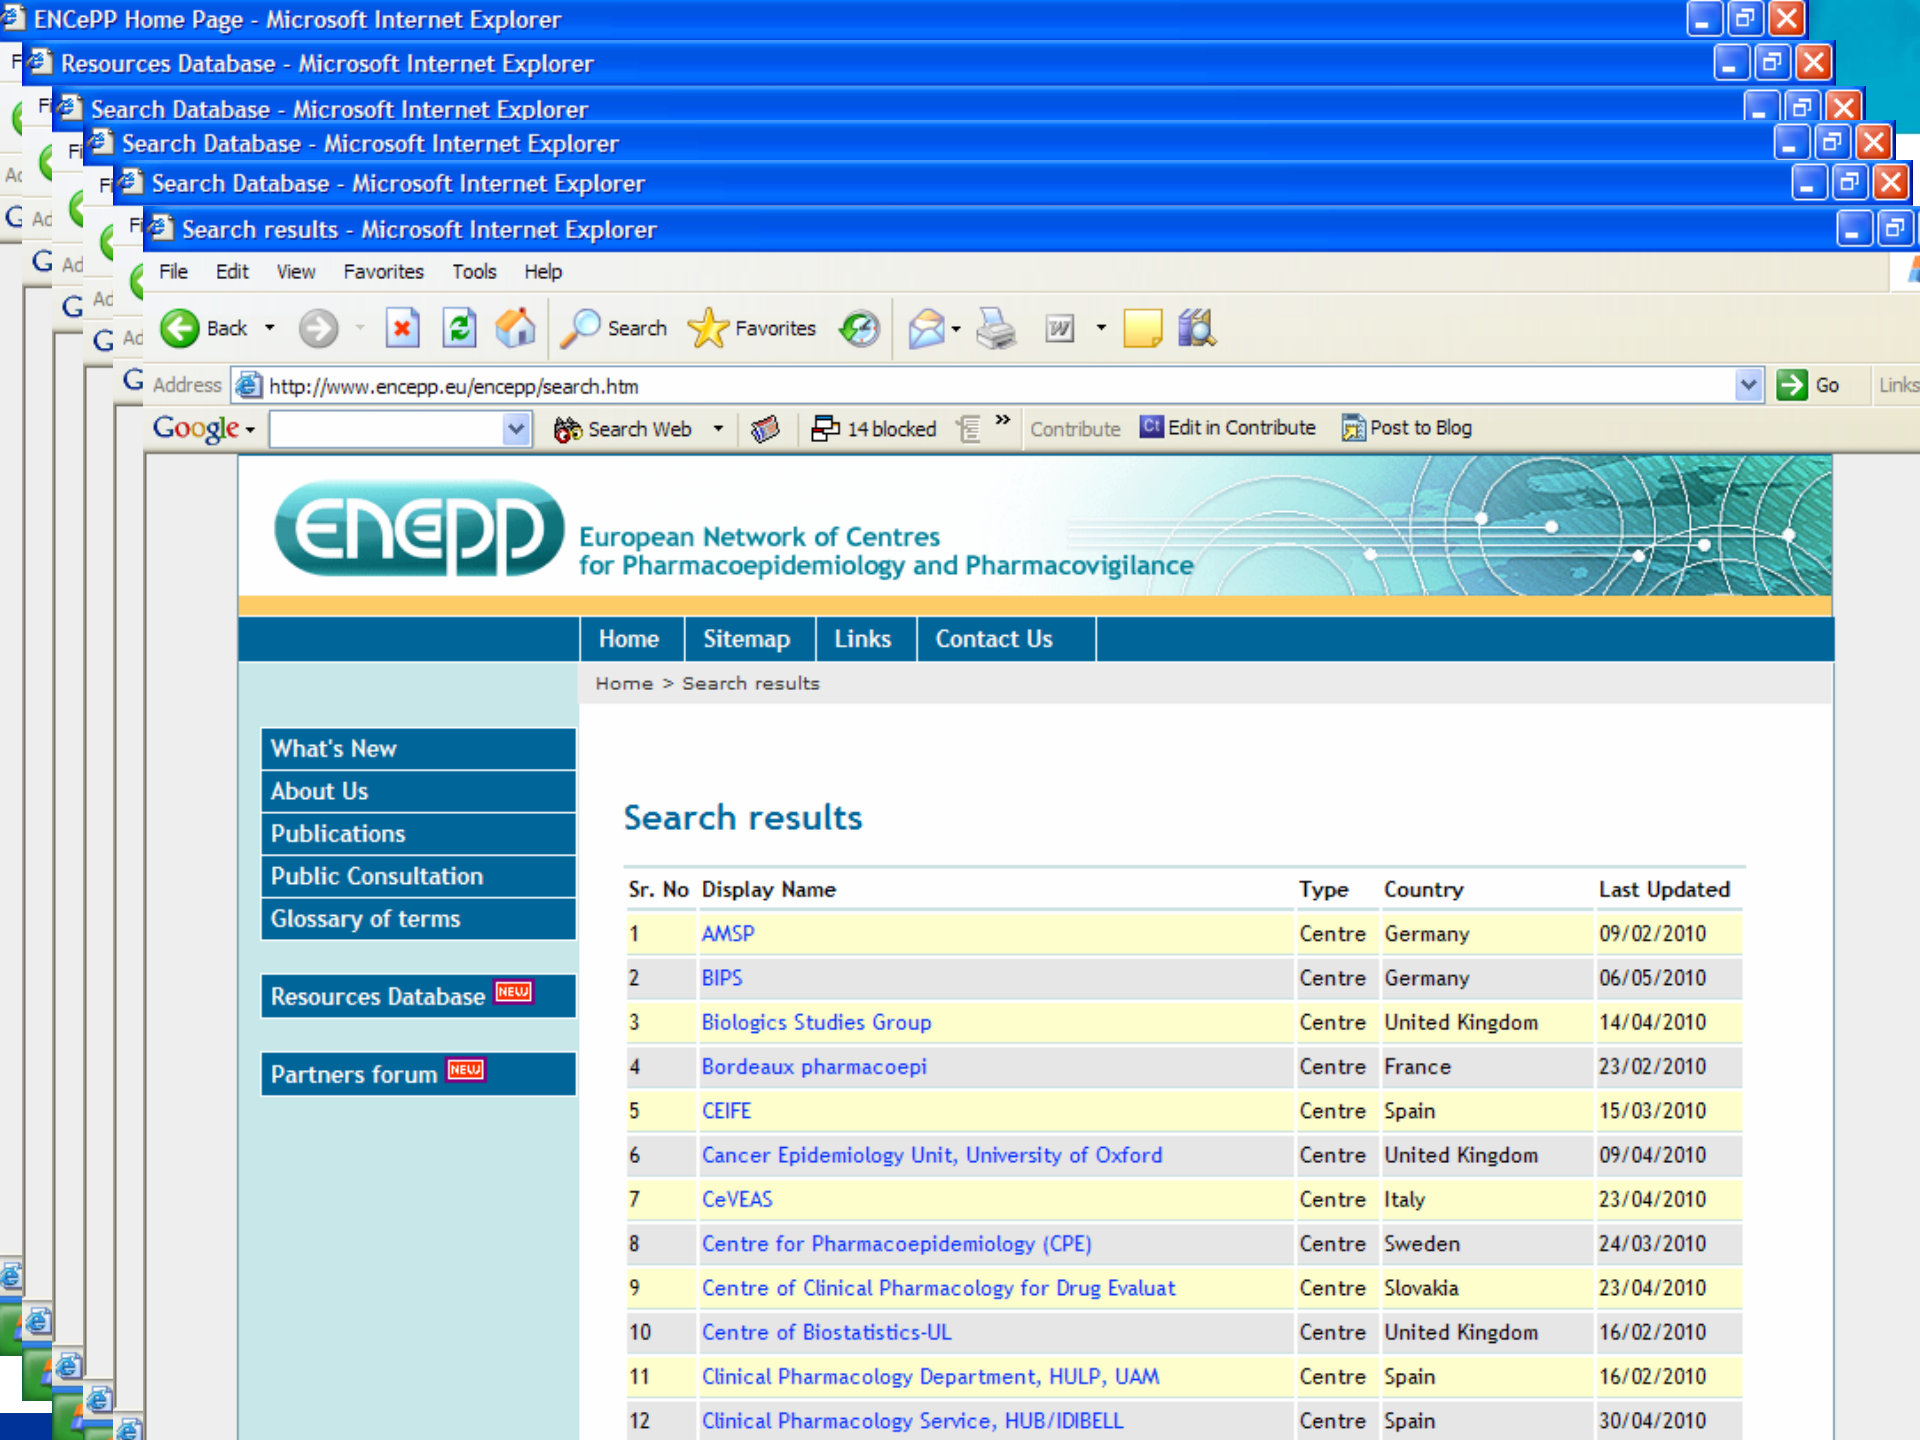 ENCePP Home Page - Microsoft Internet Explorer
Resources Database - Microsoft Internet Explorer
Search Database - Microsoft Internet Explorer
Search Database - Microsoft Internet Explorer
Search Database - Microsoft Internet Explorer
Search results - Microsoft Internet Explorer
File Edit View Favorites Tools Help
Back Search Favorites
Address http://www.encepp.eu/encepp/search.htm Go Links
Google Search Web 14 blocked » Contribute Ct Edit in Contribute Post to Blog
ENCePP European Network of Centres
for Pharmacoepidemiology and Pharmacovigilance
Home Sitemap Links Contact Us
Home > Search results
What's New
About Us
Publications
Public Consultation
Glossary of terms
Resources Database NEW
Partners forum NEW
Search results
Sr. No Display Name Type Country Last Updated
1 AMSP Centre Germany 09/02/2010
2 BIPS Centre Germany 06/05/2010
3 Biologics Studies Group Centre United Kingdom 14/04/2010
4 Bordeaux pharmacoepi Centre France 23/02/2010
5 CEIFE Centre Spain 15/03/2010
6 Cancer Epidemiology Unit, University of Oxford Centre United Kingdom 09/04/2010
7 CeVEAS Centre Italy 23/04/2010
8 Centre for Pharmacoepidemiology (CPE) Centre Sweden 24/03/2010
9 Centre of Clinical Pharmacology for Drug Evaluat Centre Slovakia 23/04/2010
10 Centre of Biostatistics-UL Centre United Kingdom 16/02/2010
11 Clinical Pharmacology Department, HULP, UAM Centre Spain 16/02/2010
12 Clinical Pharmacology Service, HUB/IDIBELL Centre Spain 30/04/2010